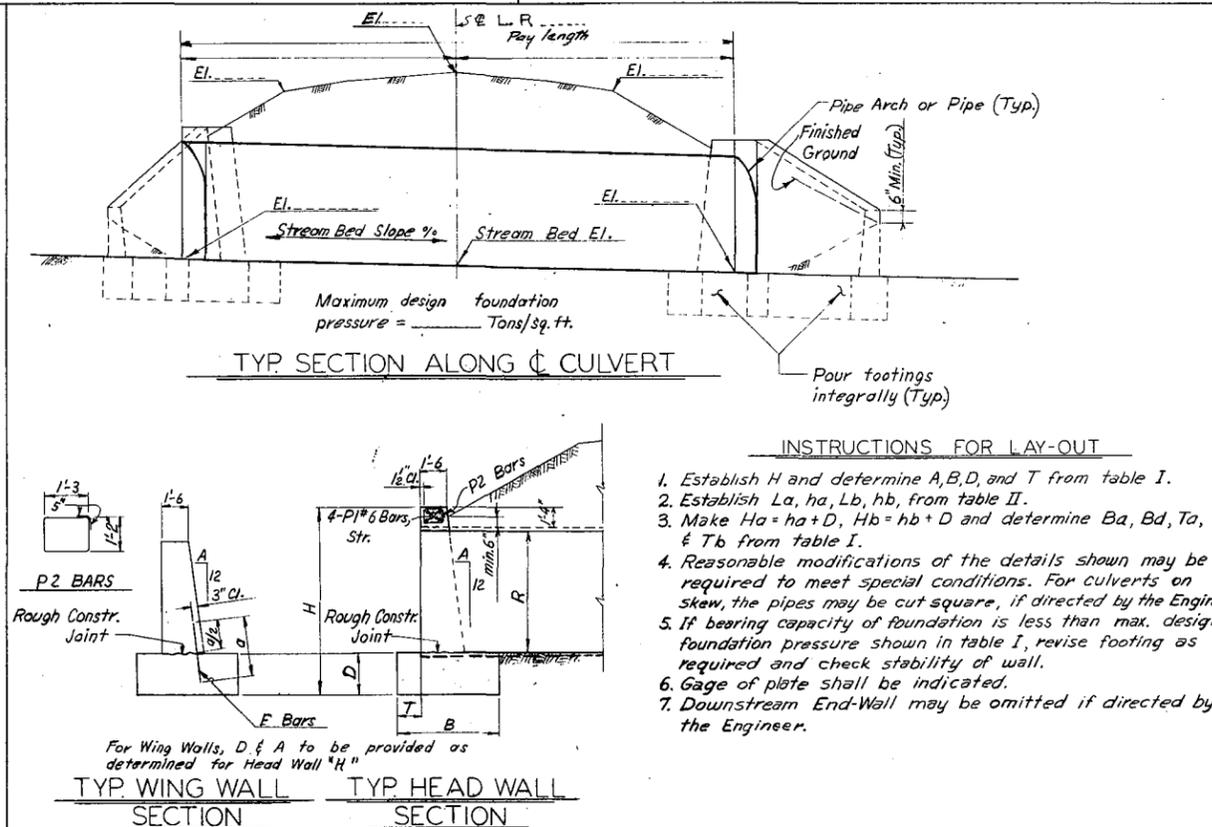 El.
S ℄ L. R.
Pay length
El.
El.
Pipe Arch or Pipe (Typ.)
Finished
Ground
6" Min. (Typ.)
El.
El.
Stream Bed Slope %
Stream Bed El.
Maximum design foundation
pressure = ______ Tons/sq. ft.
TYP. SECTION ALONG ℄ CULVERT
Pour footings
integrally (Typ.)
1'-3
5"
1'-2"
P2 BARS
Rough Constr.
Joint
1'-6
A
12
3" Cl.
a/2
a
E Bars
For Wing Walls, D & A to be provided as
determined for Head Wall "H"
TYP. WING WALL
SECTION
1'-6
1½" Cl.
P2 Bars
4-P1 #6 Bars,
Str.
1'-4"
min. 6"
A
12
H
R
Rough Constr.
Joint
D
T
B
TYP. HEAD WALL
SECTION
INSTRUCTIONS FOR LAY-OUT
1. Establish H and determine A,B,D, and T from table I.
2. Establish La, ha, Lb, hb, from table II.
3. Make Ha = ha + D, Hb = hb + D and determine Ba, Bd, Ta,
& Tb from table I.
4. Reasonable modifications of the details shown may be
required to meet special conditions. For culverts on
skew, the pipes may be cut square, if directed by the Engin
5. If bearing capacity of foundation is less than max. design
foundation pressure shown in table I, revise footing as
required and check stability of wall.
6. Gage of plate shall be indicated.
7. Downstream End-Wall may be omitted if directed by
the Engineer.